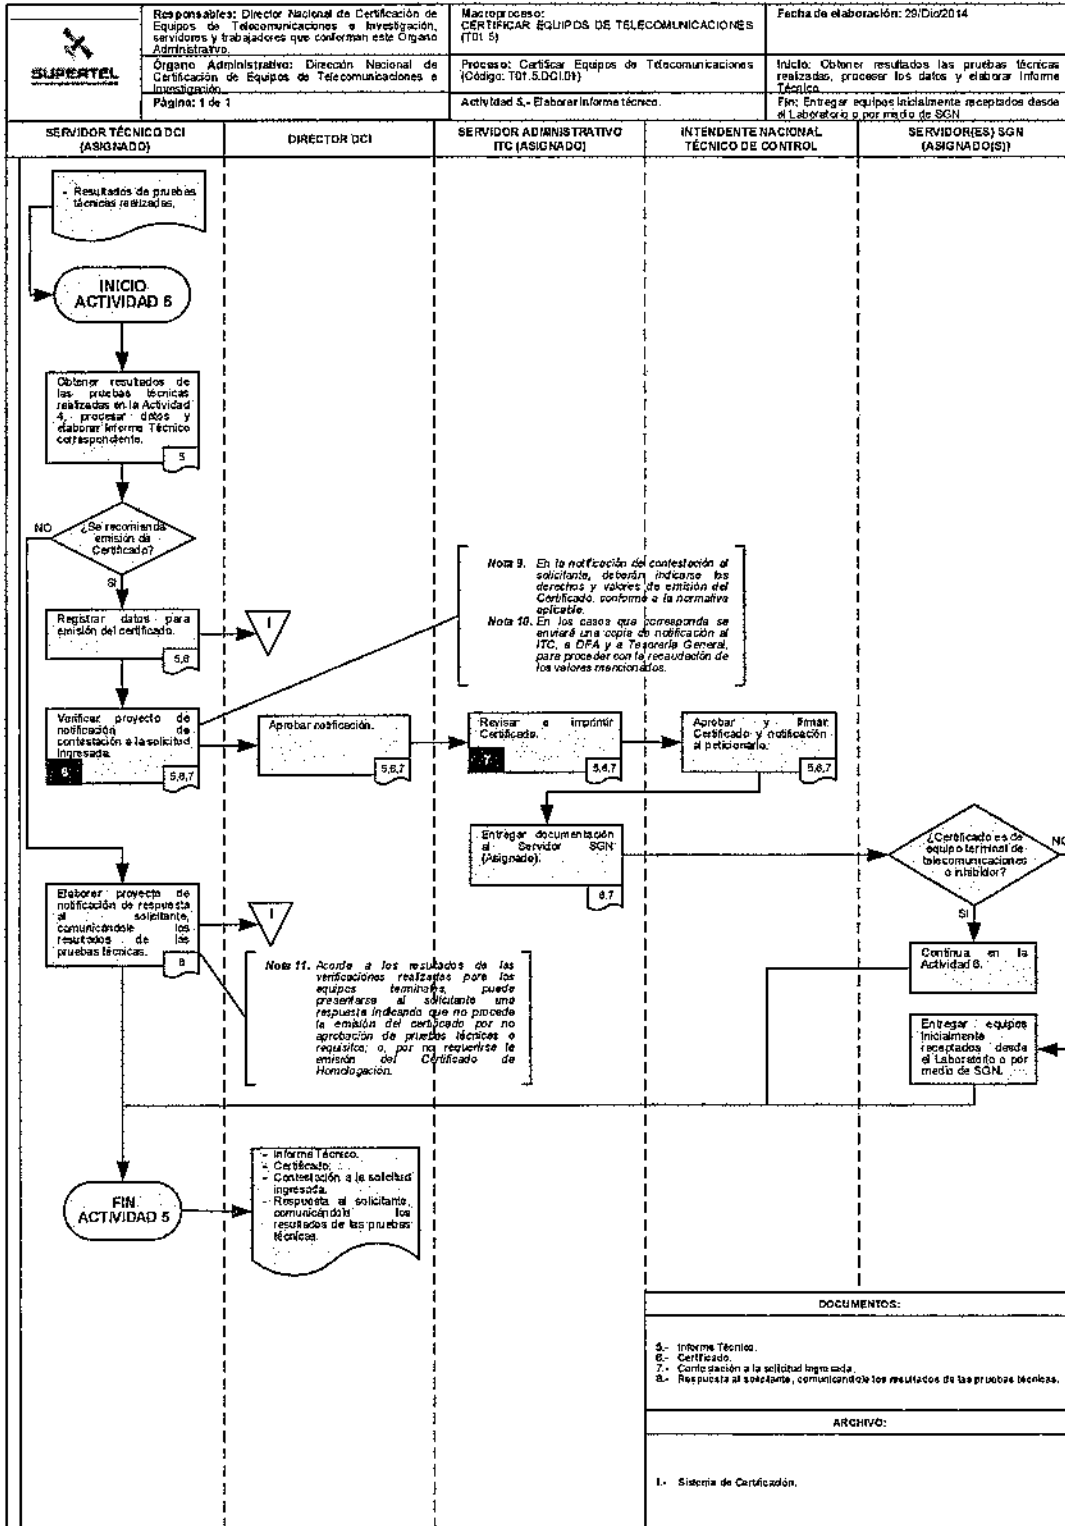 SUPERTEL
Responsables: Director Nacional de Certificación de
Equipos de Telecomunicaciones e Investigación,
servidores y trabajadores que conforman este Órgano
Administrativo.
Órgano Administrativo: Dirección Nacional de
Certificación de Equipos de Telecomunicaciones e
Investigación
Página: 1 de 1
Macroproceso:
CERTIFICAR EQUIPOS DE TELECOMUNICACIONES
(T01.5)
Proceso: Certificar Equipos de Telecomunicaciones
(Código: T01.5.DCI.01)
Actividad 5.- Elaborar informe técnico.
Fecha de elaboración: 29/Dic/2014
Inicio: Obtener resultados las pruebas técnicas
realizadas, procesar los datos y elaborar Informe
Técnico
Fin: Entregar equipos inicialmente receptados desde
el Laboratorio o por medio de SGN
SERVIDOR TÉCNICO DCI
(ASIGNADO)
DIRECTOR DCI
SERVIDOR ADMINISTRATIVO
ITC (ASIGNADO)
INTENDENTE NACIONAL
TÉCNICO DE CONTROL
SERVIDOR(ES) SGN
(ASIGNADO(S))
- Resultados de pruebas
técnicas realizadas.
INICIO
ACTIVIDAD 5
Obtener resultados de
las pruebas técnicas
realizadas en la Actividad
4, procesar datos y
elaborar Informe Técnico
correspondiente.
5
¿Se recomienda
emisión de
Certificado?
NO
SI
Registrar datos para
emisión del certificado.
5,6
I
Nota 9. En la notificación de contestación al
solicitante, deberán indicarse los
derechos y valores de emisión del
Certificado, conforme a la normativa
aplicable.
Nota 10. En los casos que corresponda se
enviará una copia de notificación al
ITC, a DFA y a Tesorería General,
para proceder con la recaudación de
los valores mencionados.
Verificar proyecto de
notificación de
contestación a la solicitud
Ingresada.
6
5,6,7
Aprobar notificación.
5,6,7
Revisar e imprimir
Certificado.
7
5,6,7
Aprobar y firmar
Certificado y notificación
al peticionario.
5,6,7
Entregar documentación
al Servidor SGN
(Asignado).
6,7
¿Certificado es de
equipo terminal de
telecomunicaciones
o inhibidor?
NO
SI
Elaborar proyecto de
notificación de respuesta
al solicitante,
comunicándole los
resultados de las
pruebas técnicas.
8
I
Nota 11. Acorde a los resultados de las
verificaciones realizadas para los
equipos terminales, puede
presentarse al solicitante una
respuesta indicando que no procede
la emisión del certificado por no
aprobación de pruebas técnicas o
requisitos; o, por no requerirse la
emisión del Certificado de
Homologación.
Continua en la
Actividad 6.
Entregar equipos
inicialmente
receptados desde
el Laboratorio o por
medio de SGN.
FIN
ACTIVIDAD 5
- Informe Técnico.
- Certificado.
- Contestación a la solicitud
ingresada.
- Respuesta al solicitante,
comunicándole los
resultados de las pruebas
técnicas.
DOCUMENTOS:
5.- Informe Técnico.
6.- Certificado.
7.- Contestación a la solicitud ingresada.
8.- Respuesta al solicitante, comunicándole los resultados de las pruebas técnicas.
ARCHIVO:
I.- Sistema de Certificación.